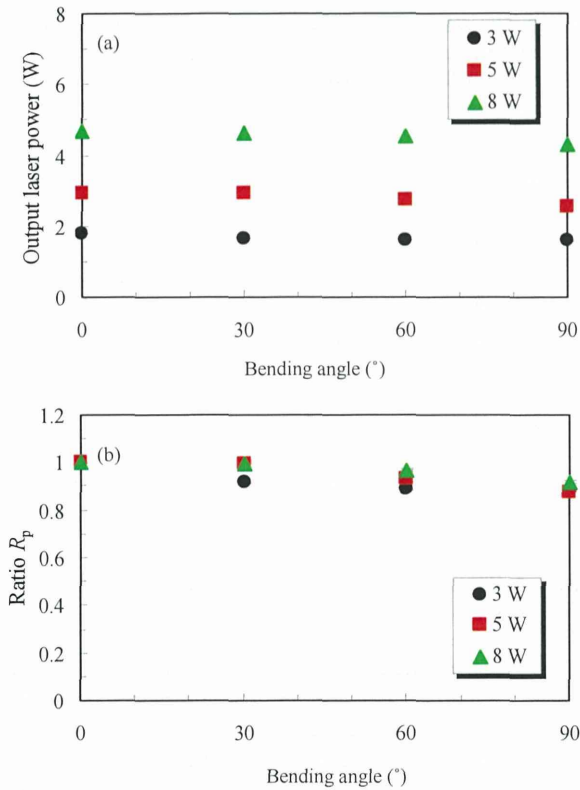 8
(a)
3 W
5 W
8 W
6
4
2
0
Output laser power (W)
0 30 60 90
Bending angle (˚)
1.2
1
(b)
0.8
0.6
0.4
0.2
0
Ratio Rp
3 W
5 W
8 W
0 30 60 90
Bending angle (˚)